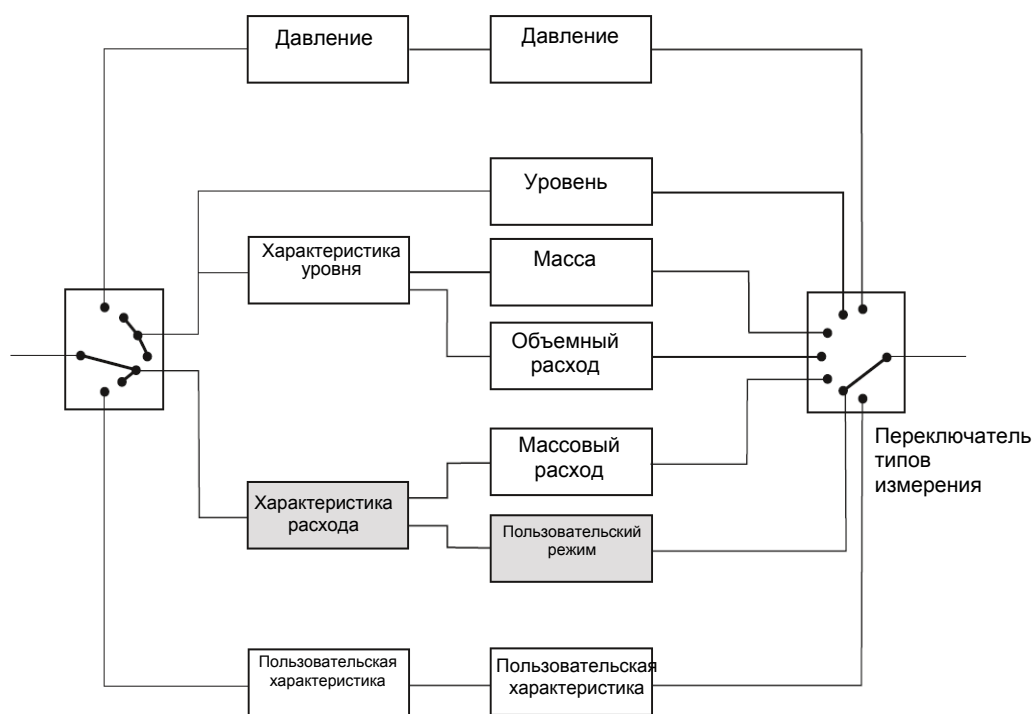 Давление
Давление
Уровень
Характеристика
уровня
Масса
Объемный
расход
Массовый
расход
Переключатель
типов
измерения
Характеристика
расхода
Пользовательский
режим
Пользовательская
характеристика
Пользовательская
характеристика